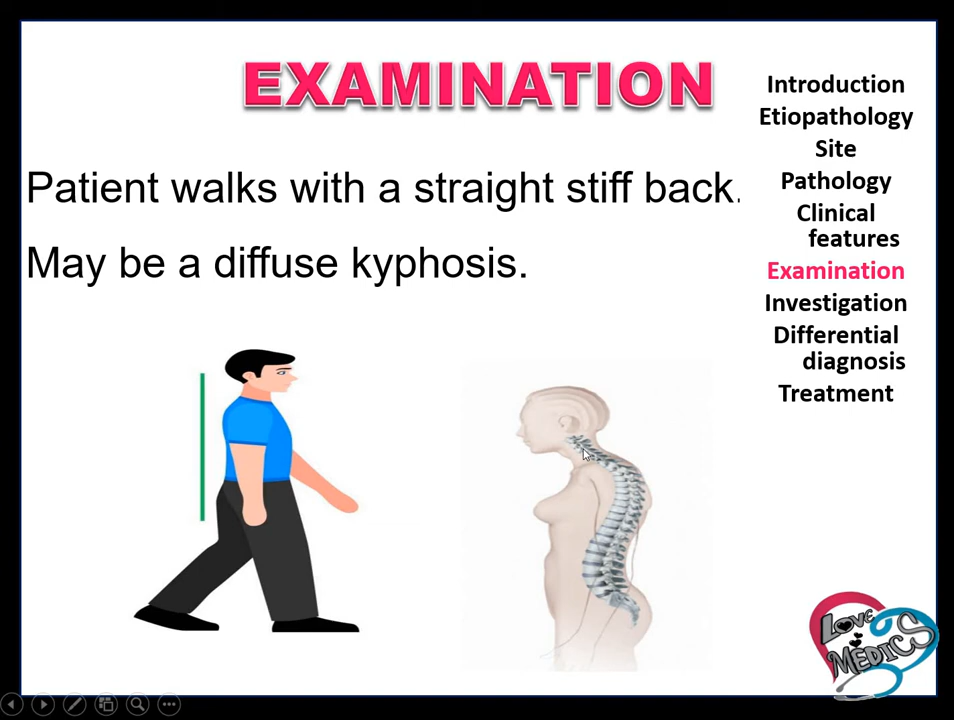 EXAMINATION
Patient walks with a straight stiff back.
May be a diffuse kyphosis.
Introduction
Etiopathology
Site
Pathology
Clinical
features
Examination
Investigation
Differential
diagnosis
Treatment
LOVE
MEDICS